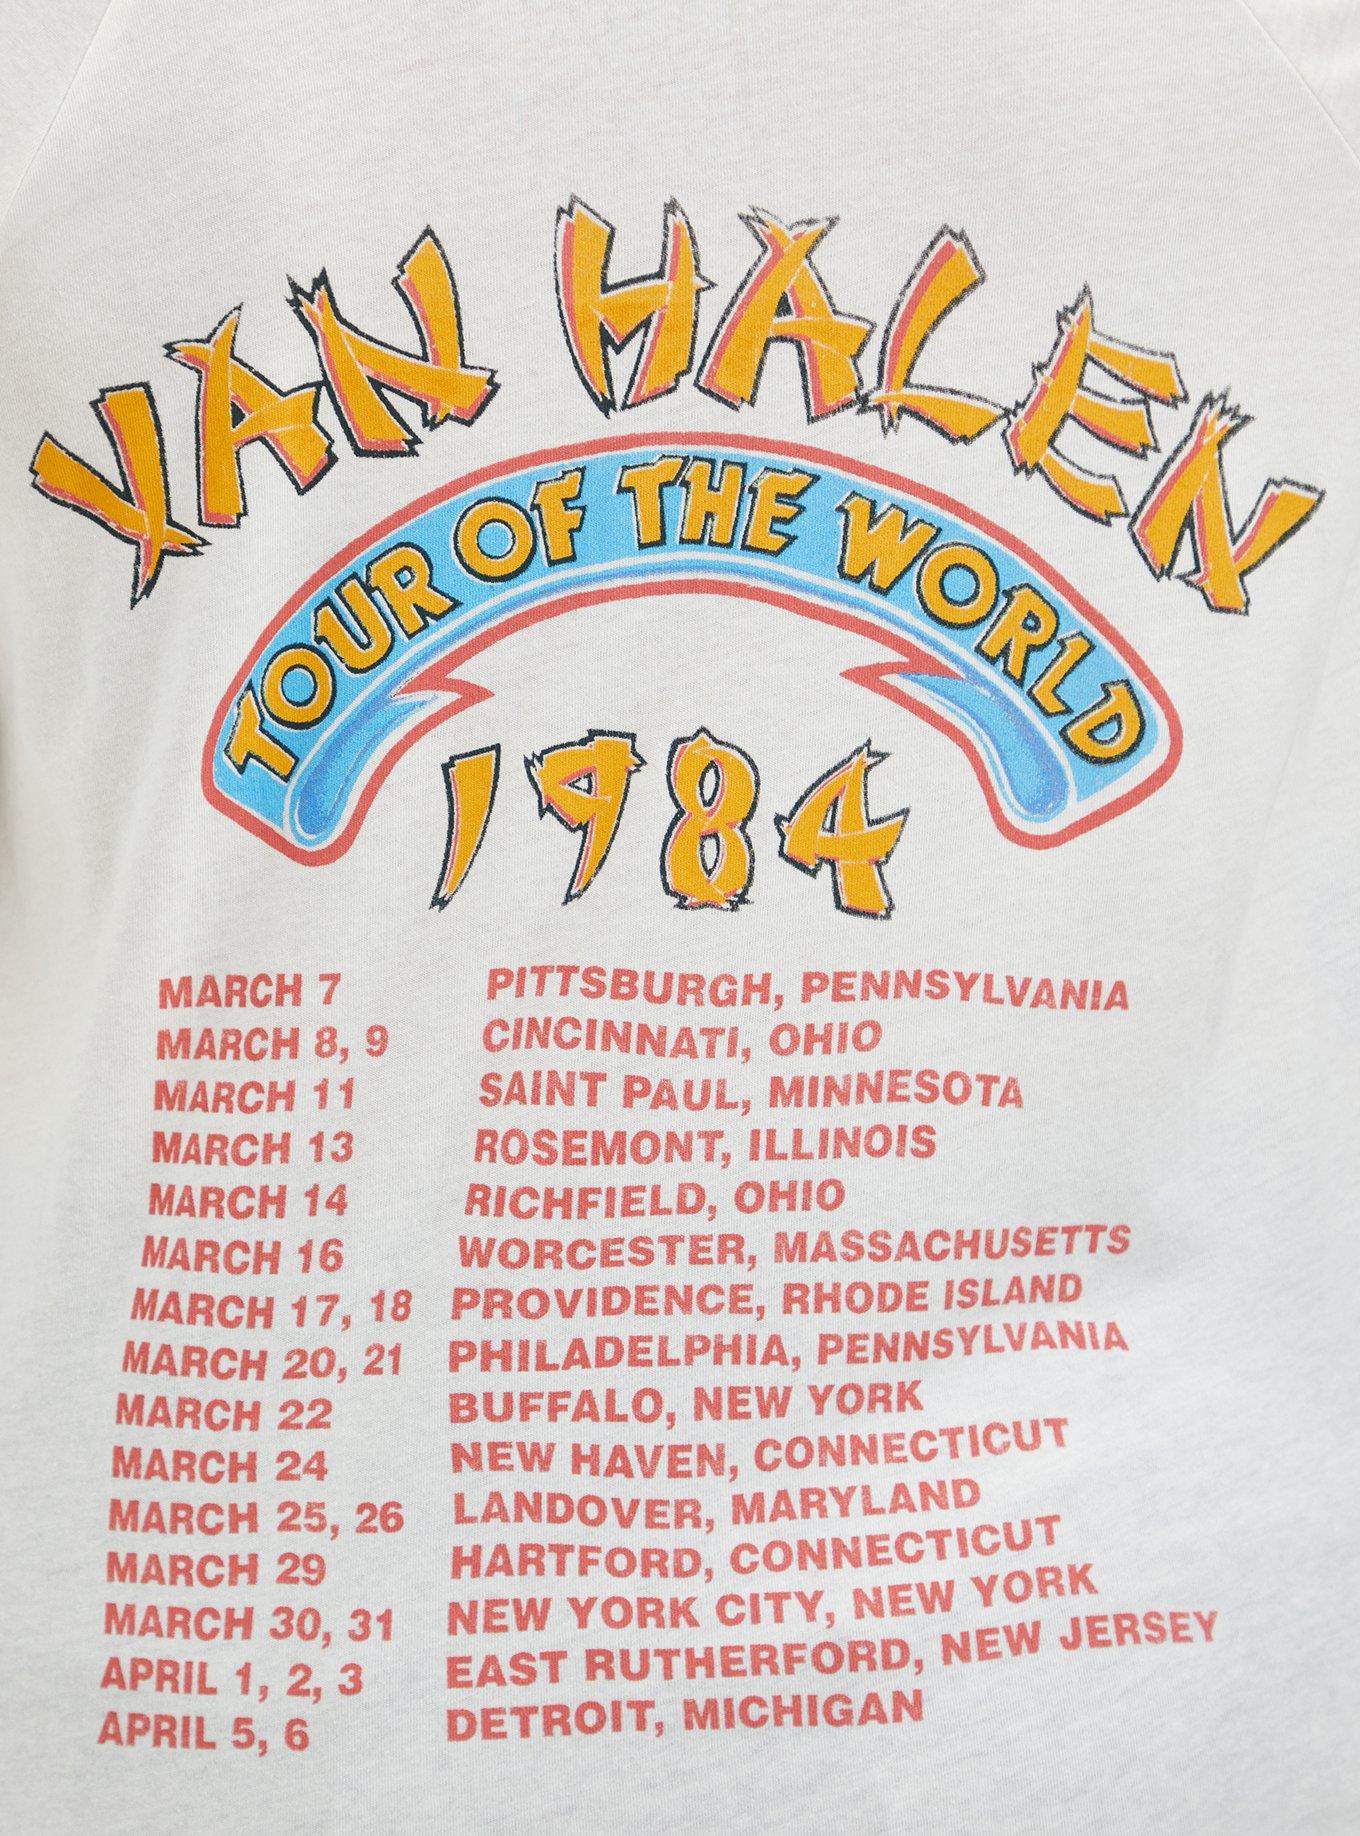 VAN HALEN
TOUR OF THE WORLD
1984
MARCH 7 PITTSBURGH, PENNSYLVANIA
MARCH 8, 9 CINCINNATI, OHIO
MARCH 11 SAINT PAUL, MINNESOTA
MARCH 13 ROSEMONT, ILLINOIS
MARCH 14 RICHFIELD, OHIO
MARCH 16 WORCESTER, MASSACHUSETTS
MARCH 17, 18 PROVIDENCE, RHODE ISLAND
MARCH 20, 21 PHILADELPHIA, PENNSYLVANIA
MARCH 22 BUFFALO, NEW YORK
MARCH 24 NEW HAVEN, CONNECTICUT
MARCH 25, 26 LANDOVER, MARYLAND
MARCH 29 HARTFORD, CONNECTICUT
MARCH 30, 31 NEW YORK CITY, NEW YORK
APRIL 1, 2, 3 EAST RUTHERFORD, NEW JERSEY
APRIL 5, 6 DETROIT, MICHIGAN